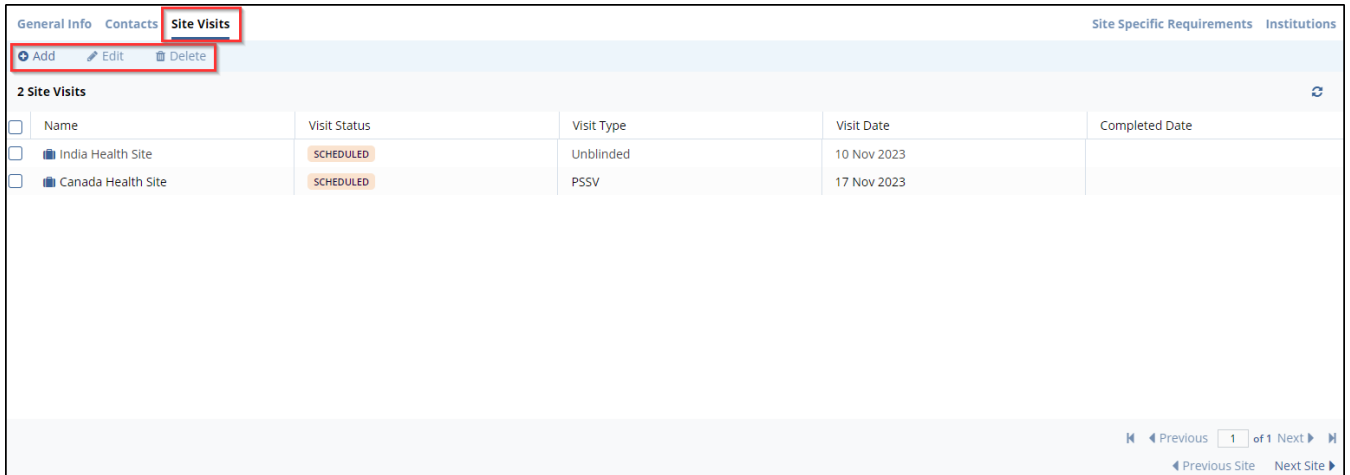 General Info Contacts Site Visits Site Specific Requirements Institutions
Add Edit Delete
2 Site Visits
Name Visit Status Visit Type Visit Date Completed Date
India Health Site SCHEDULED Unblinded 10 Nov 2023
Canada Health Site SCHEDULED PSSV 17 Nov 2023
Previous 1 of 1 Next
Previous Site Next Site